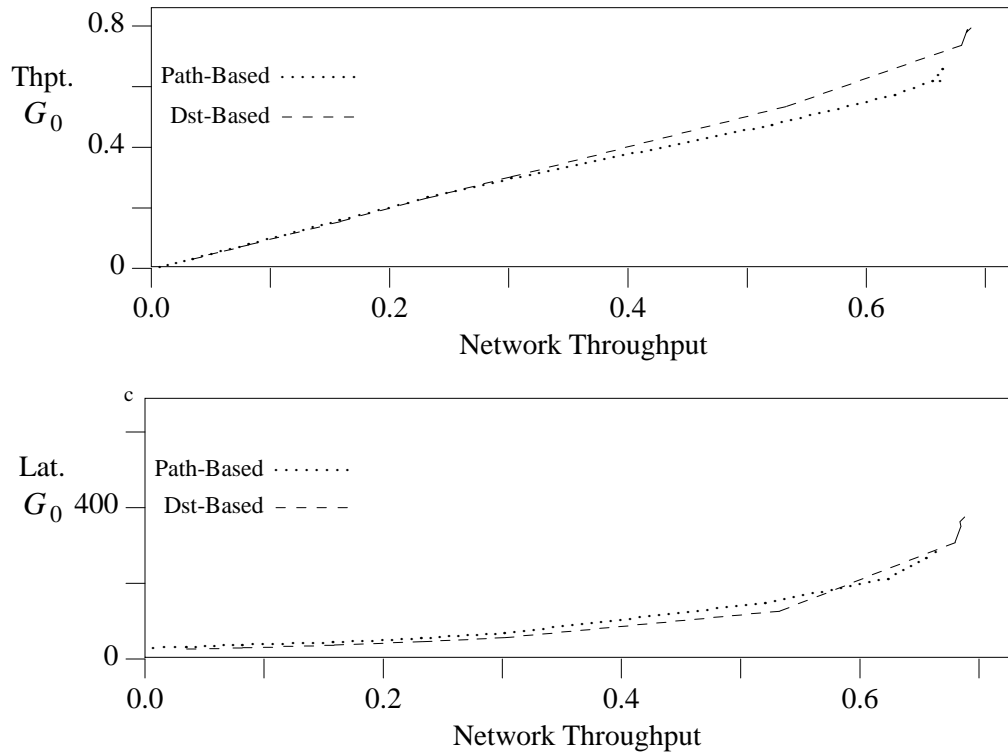 0.8
Thpt.
G0
Path-Based
Dst-Based
0.4
0
0.0 0.2 0.4 0.6
Network Throughput
c
Lat.
G0
Path-Based
400
Dst-Based
0
0.0 0.2 0.4 0.6
Network Throughput